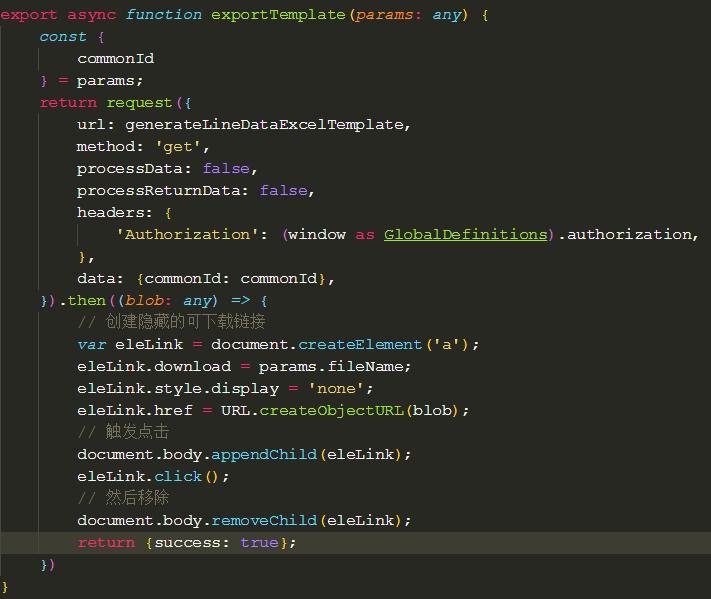 export async function exportTemplate(params: any) {
    const {
        commonId
    } = params;
    return request({
        url: generateLineDataExcelTemplate,
        method: 'get',
        processData: false,
        processReturnData: false,
        headers: {
            'Authorization': (window as GlobalDefinitions).authorization,
        },
        data: {commonId: commonId},
    }).then((blob: any) => {
        // 创建隐藏的可下载链接
        var eleLink = document.createElement('a');
        eleLink.download = params.fileName;
        eleLink.style.display = 'none';
        eleLink.href = URL.createObjectURL(blob);
        // 触发点击
        document.body.appendChild(eleLink);
        eleLink.click();
        // 然后移除
        document.body.removeChild(eleLink);
        return {success: true};
    })
}